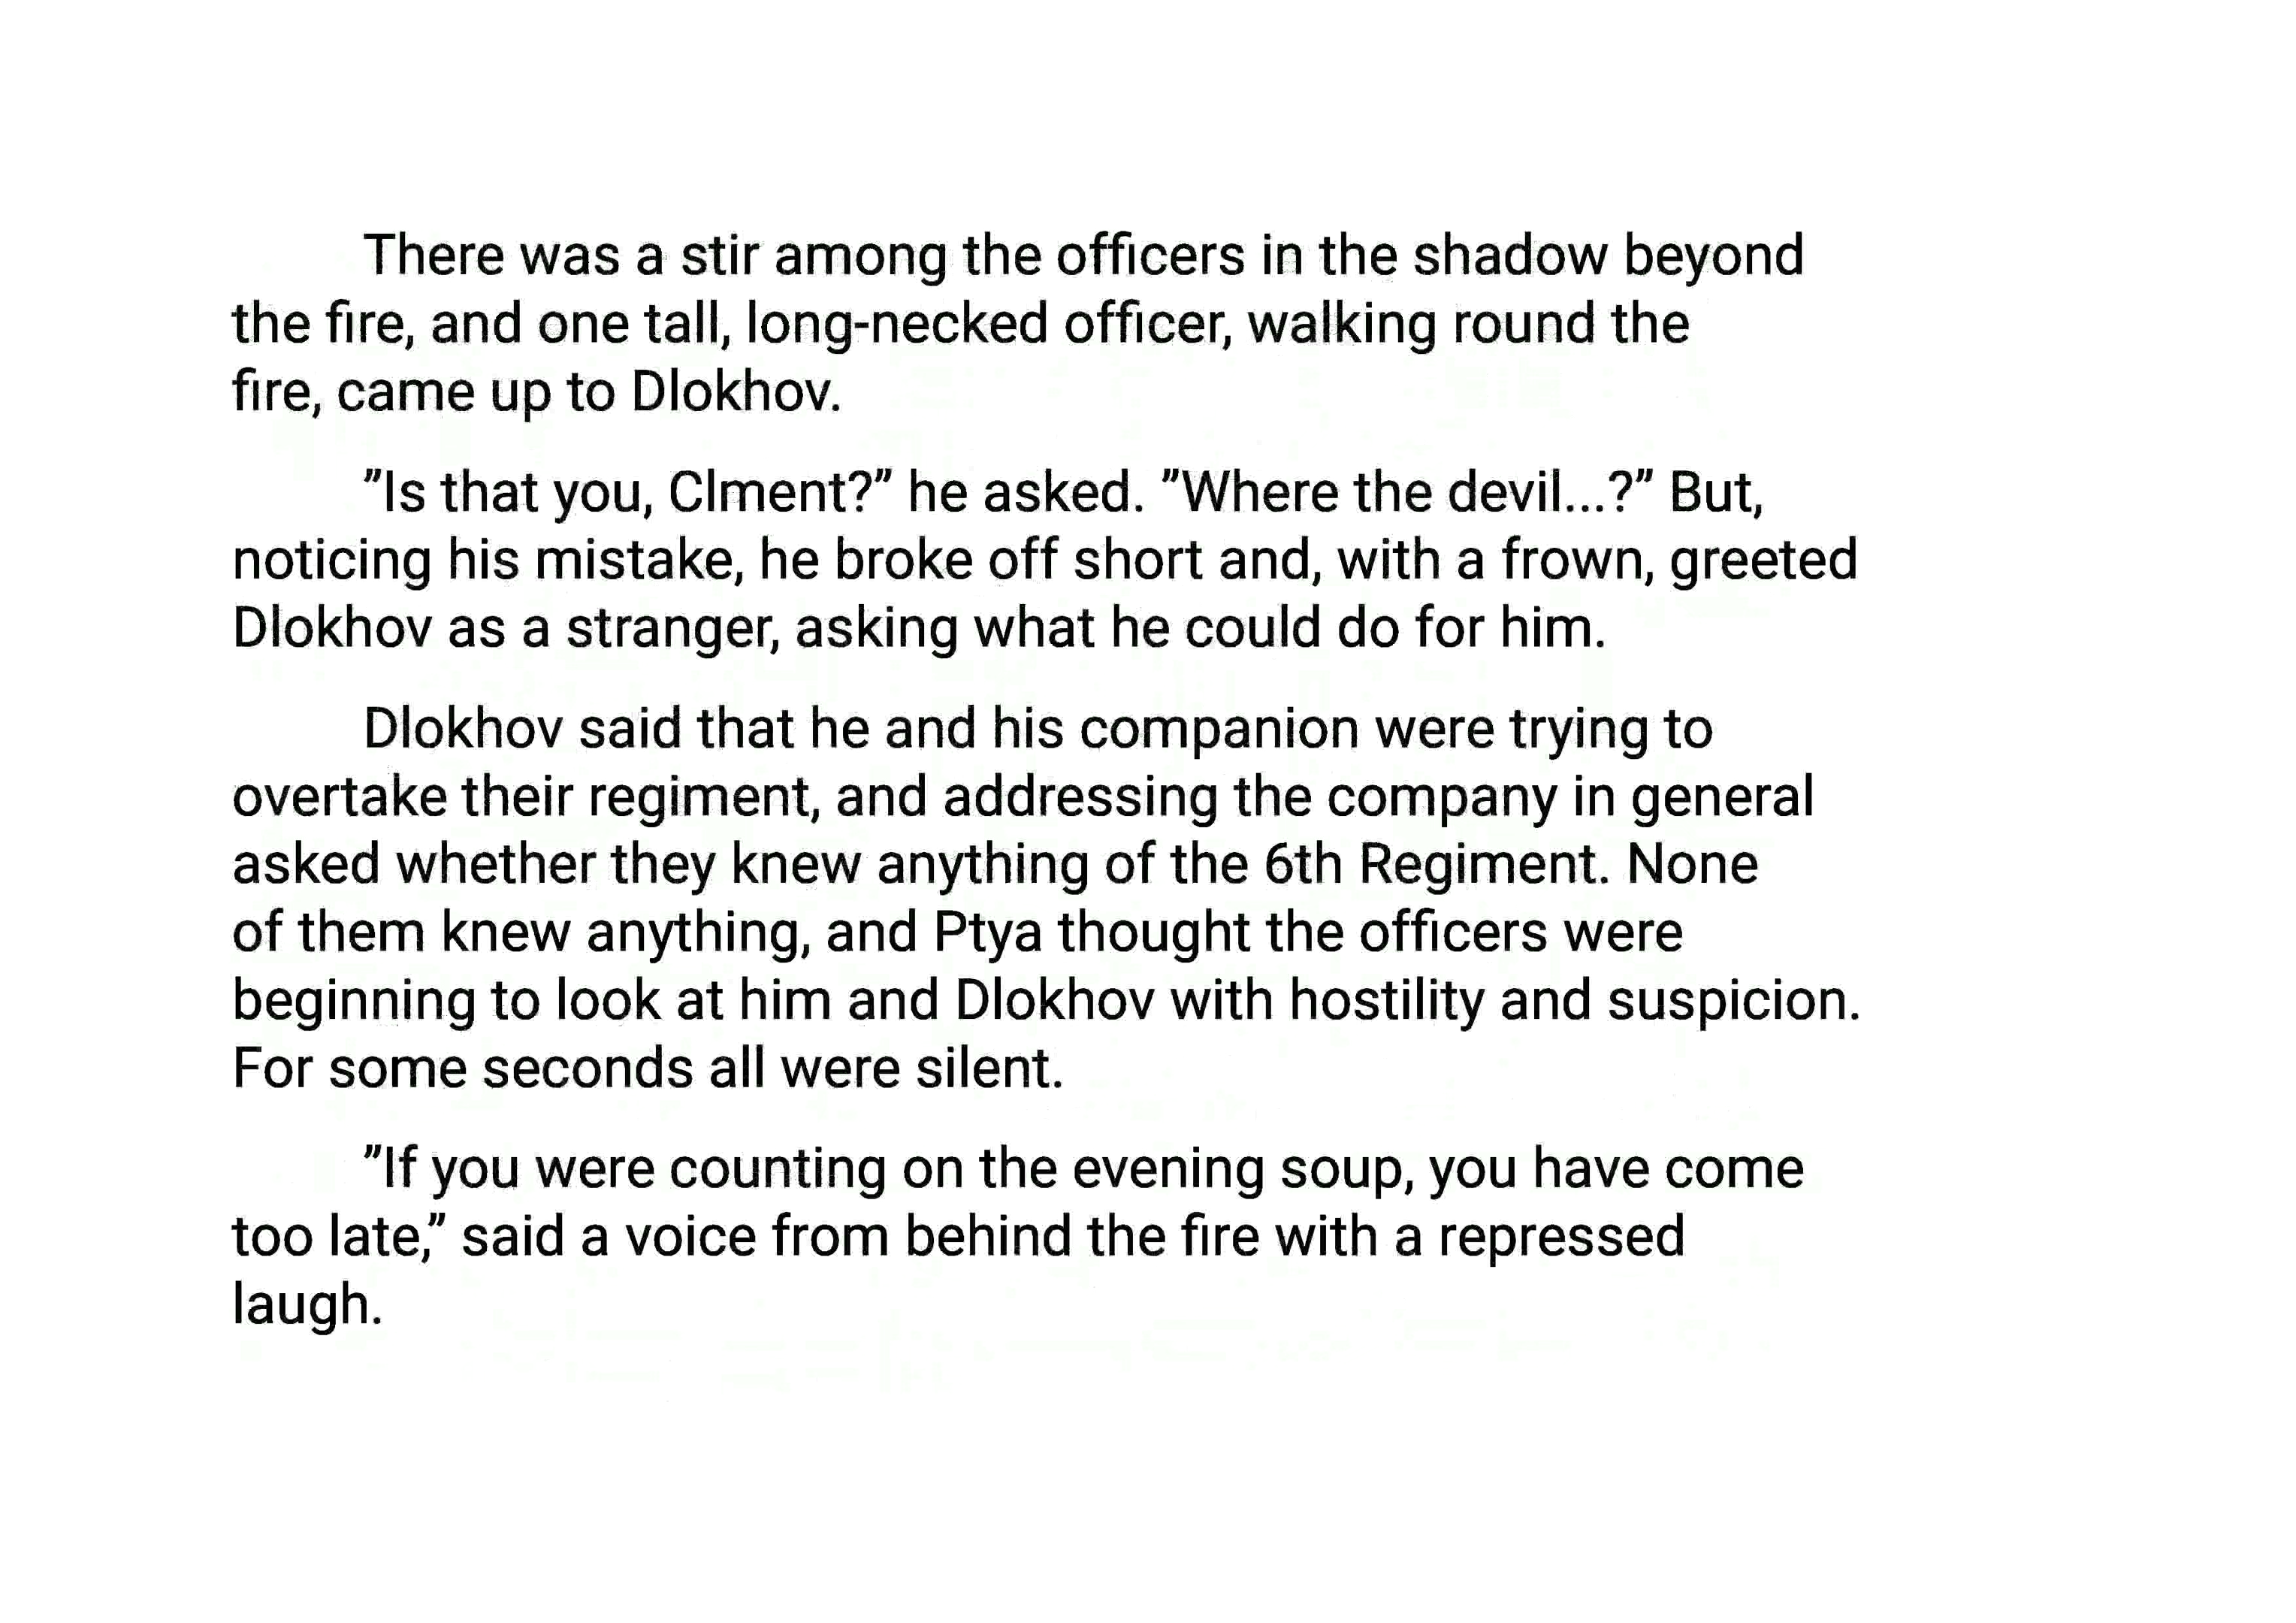 There was a stir among the officers in the shadow beyond
the fire, and one tall, long-necked officer, walking round the
fire, came up to Dlokhov.
”Is that you, Clment?” he asked. ”Where the devil...?” But,
noticing his mistake, he broke off short and, with a frown, greeted
Dlokhov as a stranger, asking what he could do for him.
Dlokhov said that he and his companion were trying to
overtake their regiment, and addressing the company in general
asked whether they knew anything of the 6th Regiment. None
of them knew anything, and Ptya thought the officers were
beginning to look at him and Dlokhov with hostility and suspicion.
For some seconds all were silent.
”If you were counting on the evening soup, you have come
too late,” said a voice from behind the fire with a repressed
laugh.